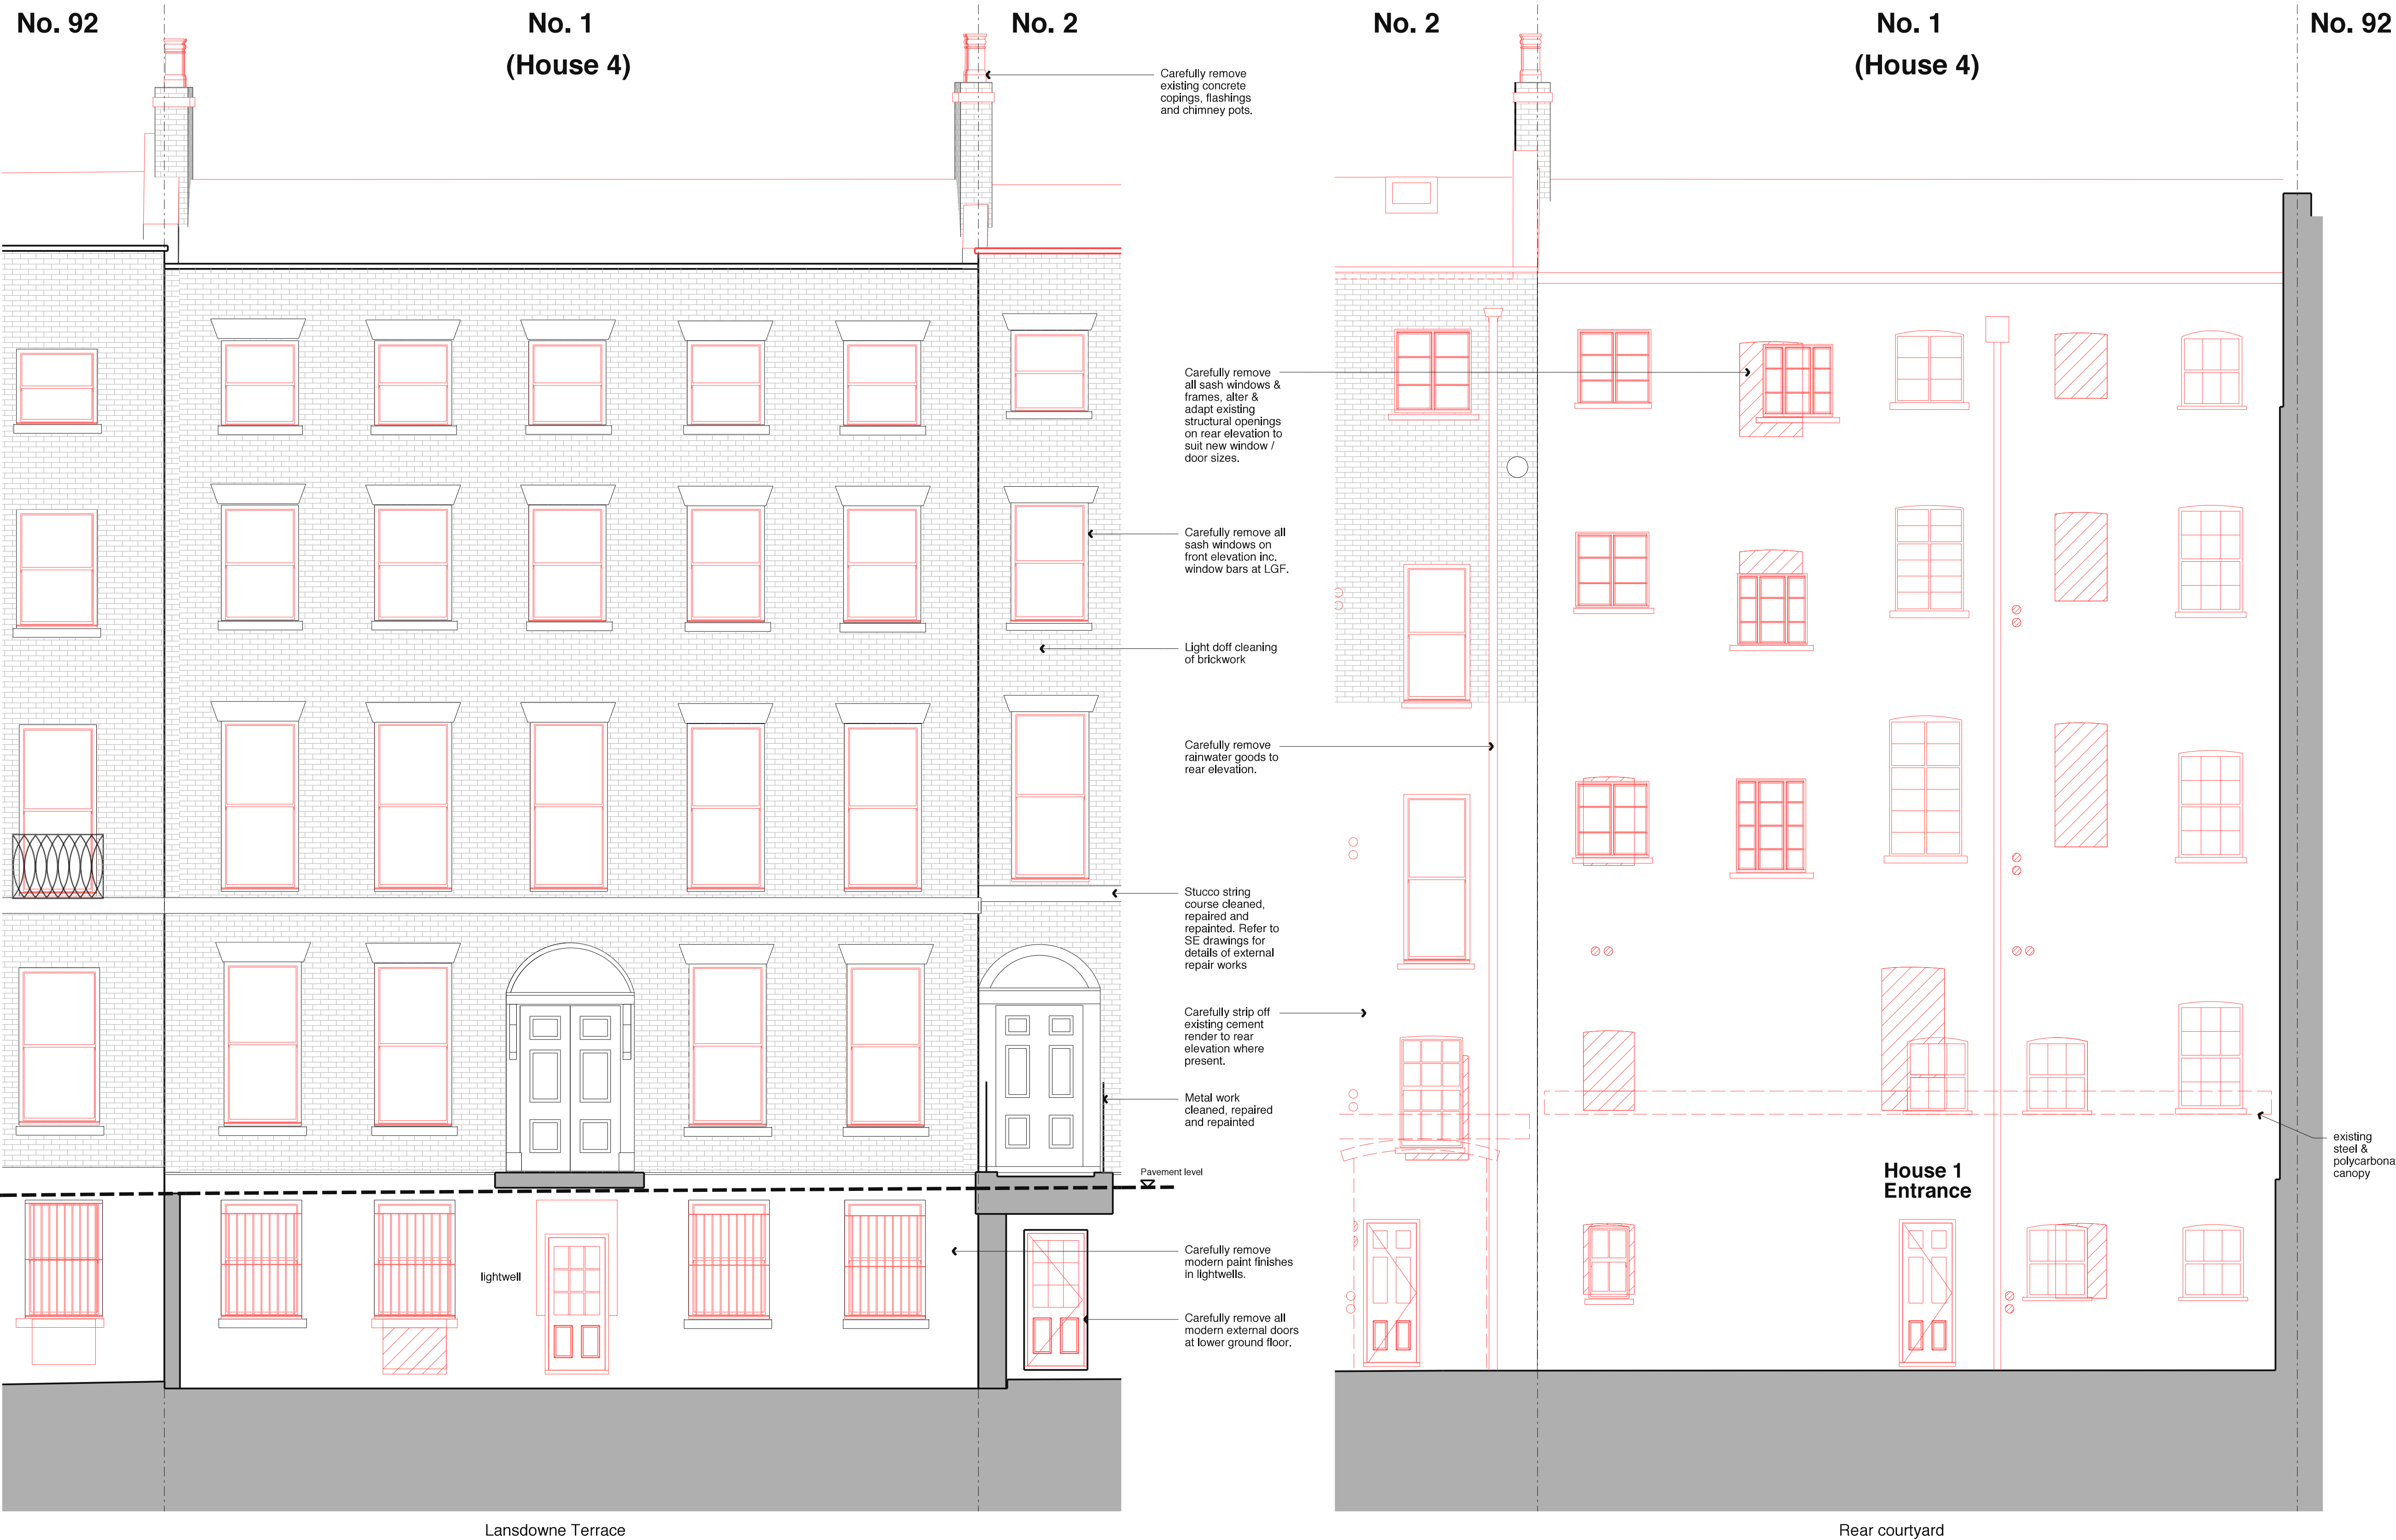 No. 92
No. 1
(House 4)
No. 2
No. 2
No. 1
(House 4)
No. 92
Carefully remove
existing concrete
copings, flashings
and chimney pots.
Carefully remove
all sash windows &
frames, alter &
adapt existing
structural openings
on rear elevation to
suit new window /
door sizes.
Carefully remove all
sash windows on
front elevation inc.
window bars at LGF.
Light doff cleaning
of brickwork
Carefully remove
rainwater goods to
rear elevation.
Stucco string
course cleaned,
repaired and
repainted. Refer to
SE drawings for
details of external
repair works
Carefully strip off
existing cement
render to rear
elevation where
present.
Metal work
cleaned, repaired
and repainted
Pavement level
existing
steel &
polycarbona
canopy
House 1
Entrance
lightwell
Carefully remove
modern paint finishes
in lightwells.
Carefully remove all
modern external doors
at lower ground floor.
Lansdowne Terrace
Rear courtyard